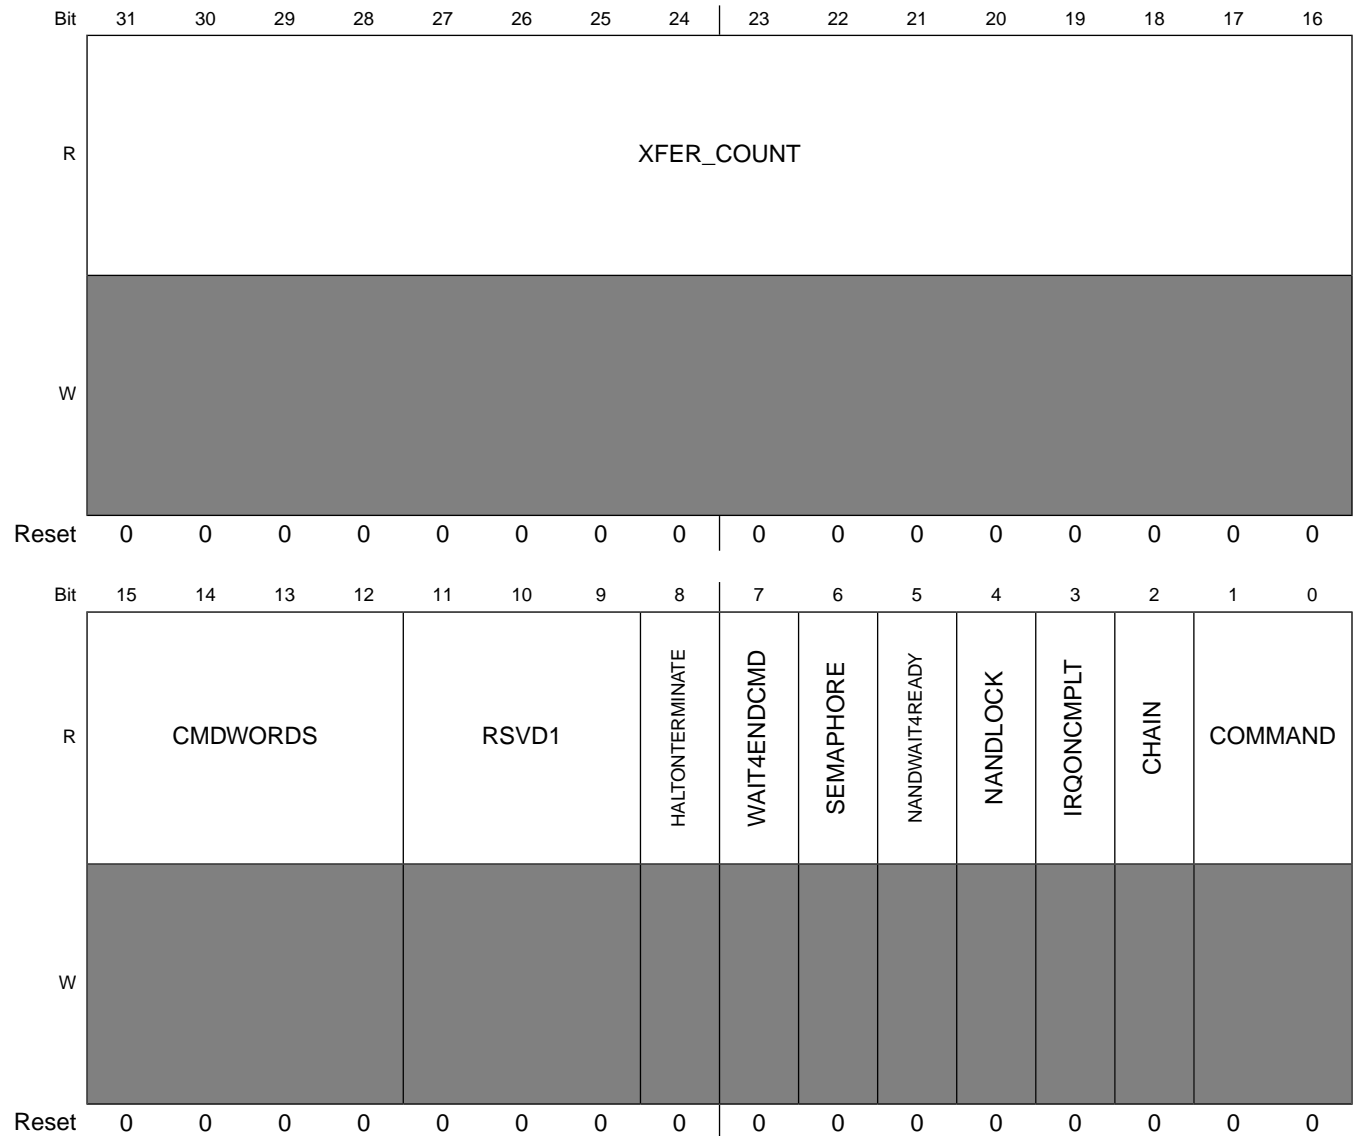 Bit 31 30 29 28 27 26 25 24 23 22 21 20 19 18 17 16
R XFER_COUNT
W
Reset 0 0 0 0 0 0 0 0 0 0 0 0 0 0 0 0
Bit 15 14 13 12 11 10 9 8 7 6 5 4 3 2 1 0
R CMDWORDS RSVD1 HALTONTERMINATE WAIT4ENDCMD SEMAPHORE NANDWAIT4READY NANDLOCK IRQONCMPLT CHAIN COMMAND
W
Reset 0 0 0 0 0 0 0 0 0 0 0 0 0 0 0 0